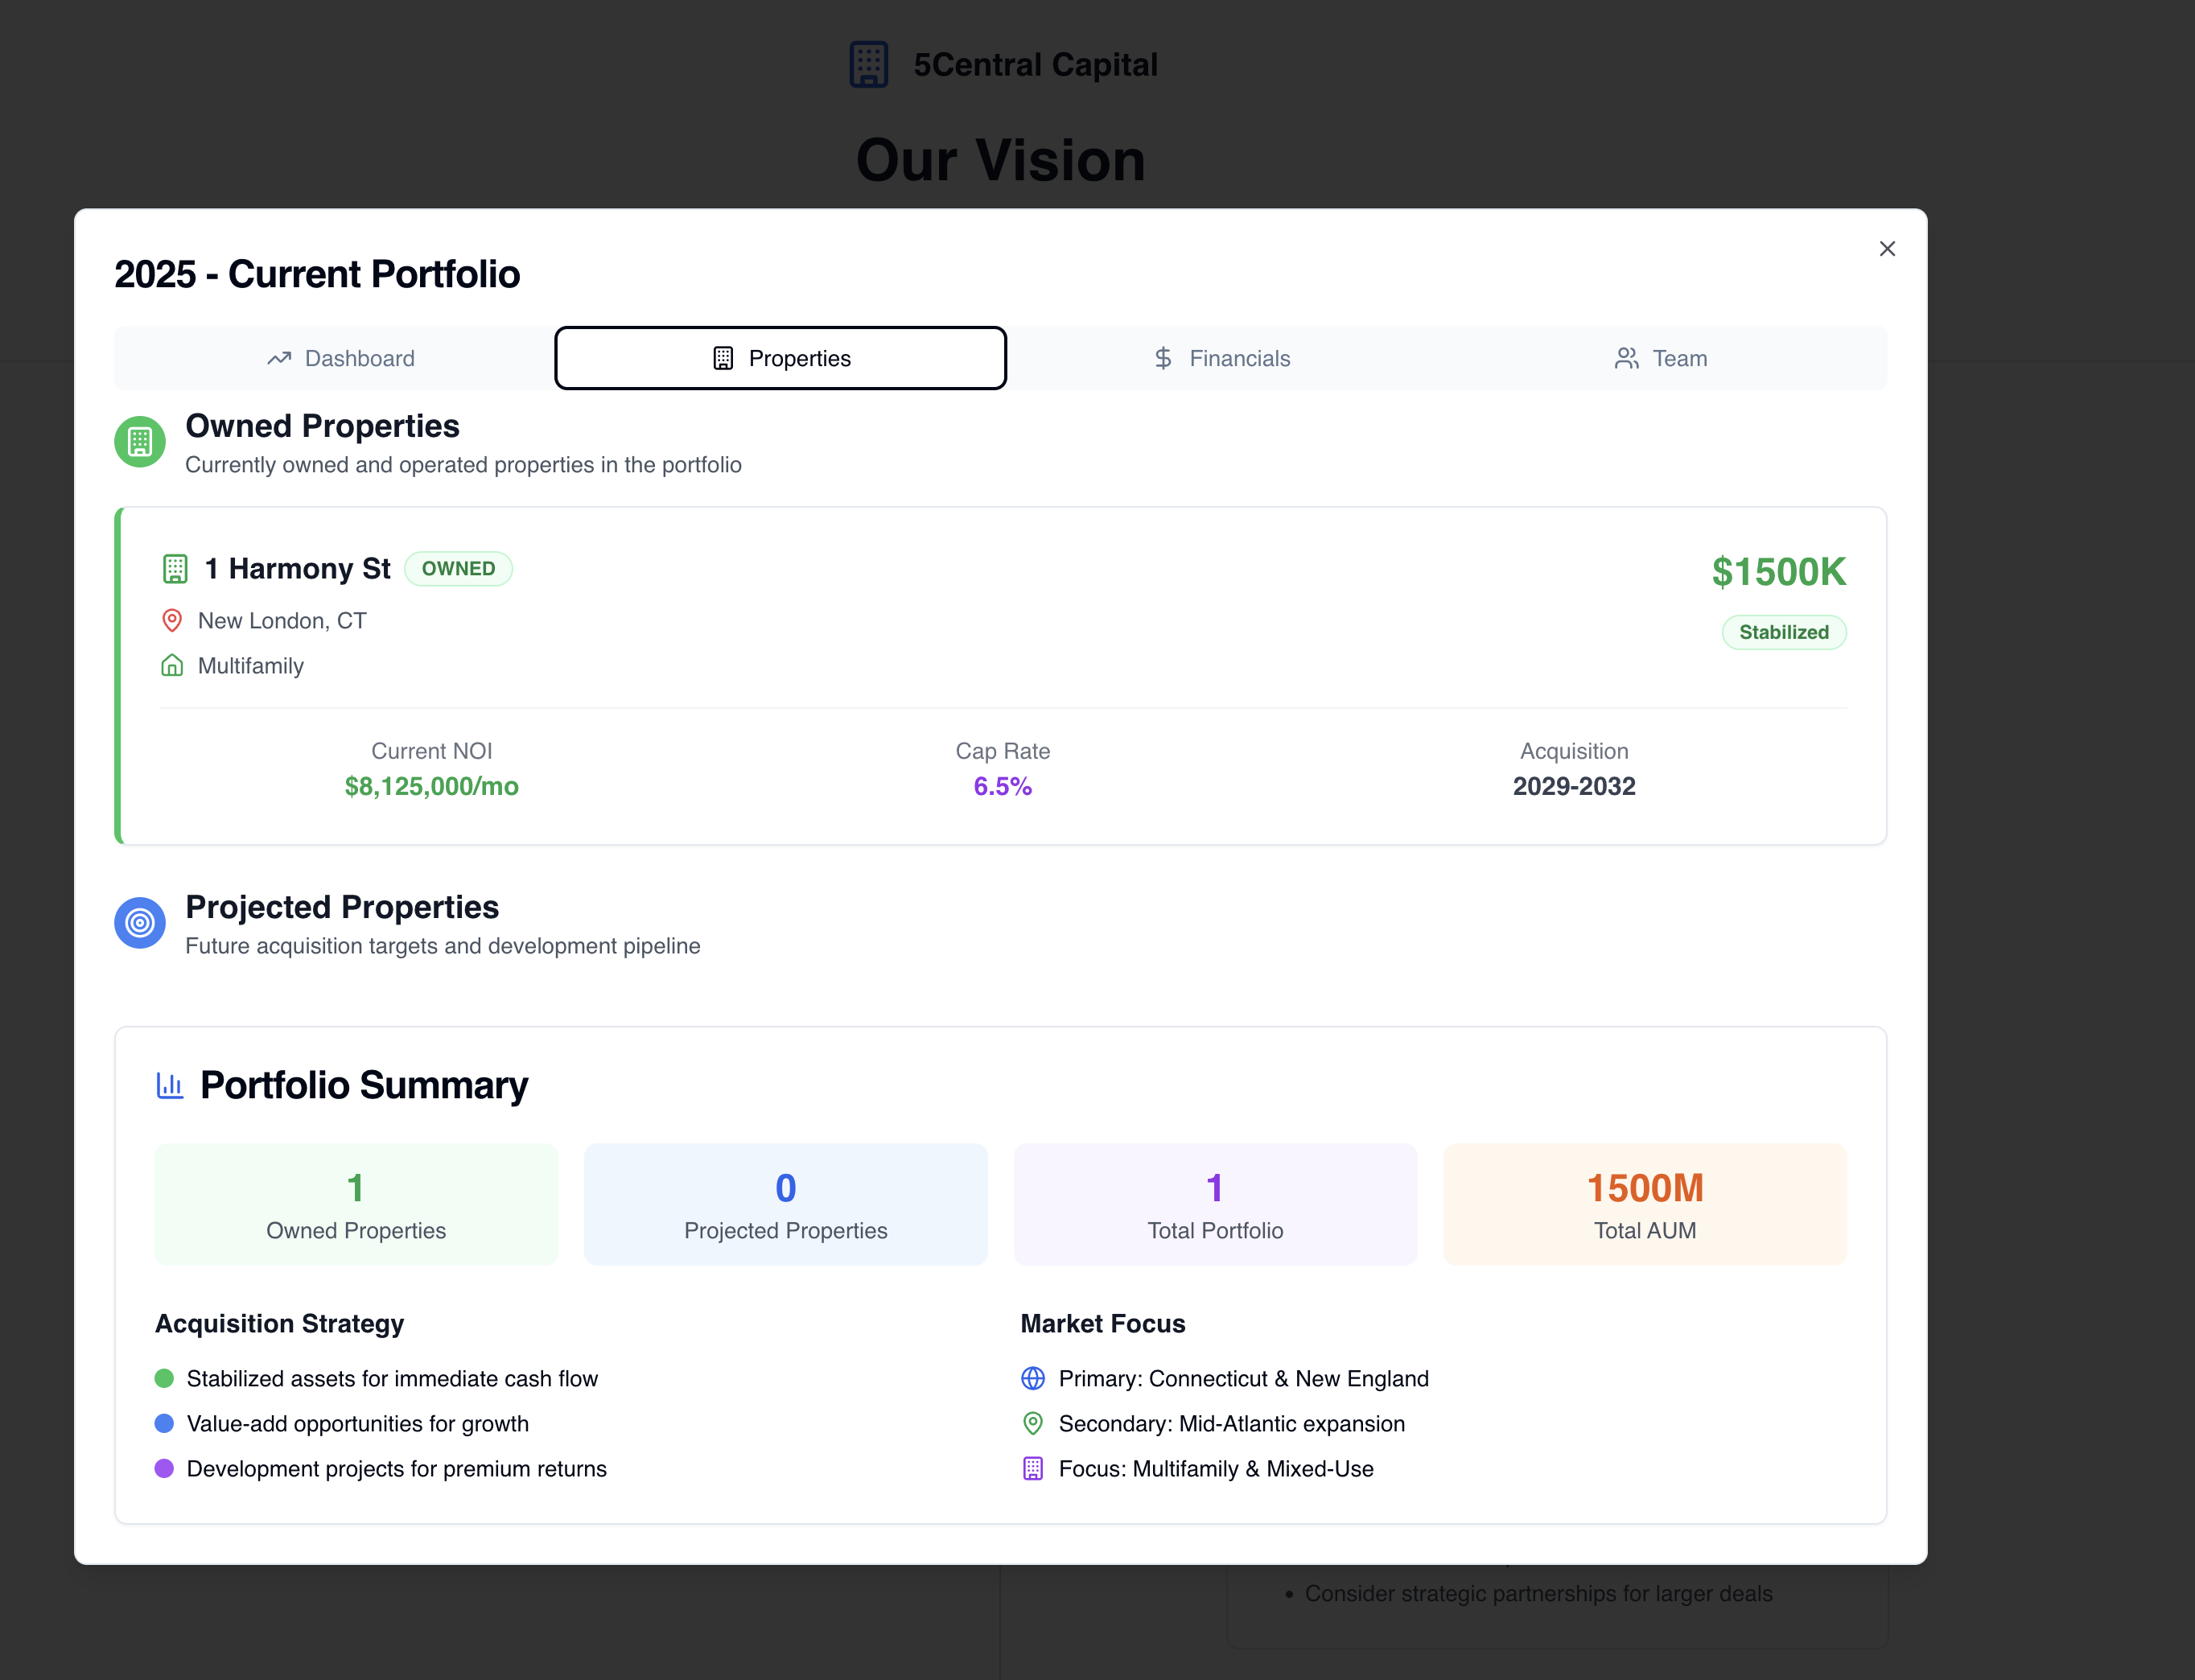 5Central Capital
Our Vision
2025 - Current Portfolio
Dashboard
Properties
Financials
Team
Owned Properties
Currently owned and operated properties in the portfolio
1 Harmony St
OWNED
$1500K
New London, CT
Stabilized
Multifamily
Current NOI
$8,125,000/mo
Cap Rate
6.5%
Acquisition
2029-2032
Projected Properties
Future acquisition targets and development pipeline
Portfolio Summary
1
Owned Properties
0
Projected Properties
1
Total Portfolio
1500M
Total AUM
Acquisition Strategy
Stabilized assets for immediate cash flow
Value-add opportunities for growth
Development projects for premium returns
Market Focus
Primary: Connecticut & New England
Secondary: Mid-Atlantic expansion
Focus: Multifamily & Mixed-Use
• Consider strategic partnerships for larger deals